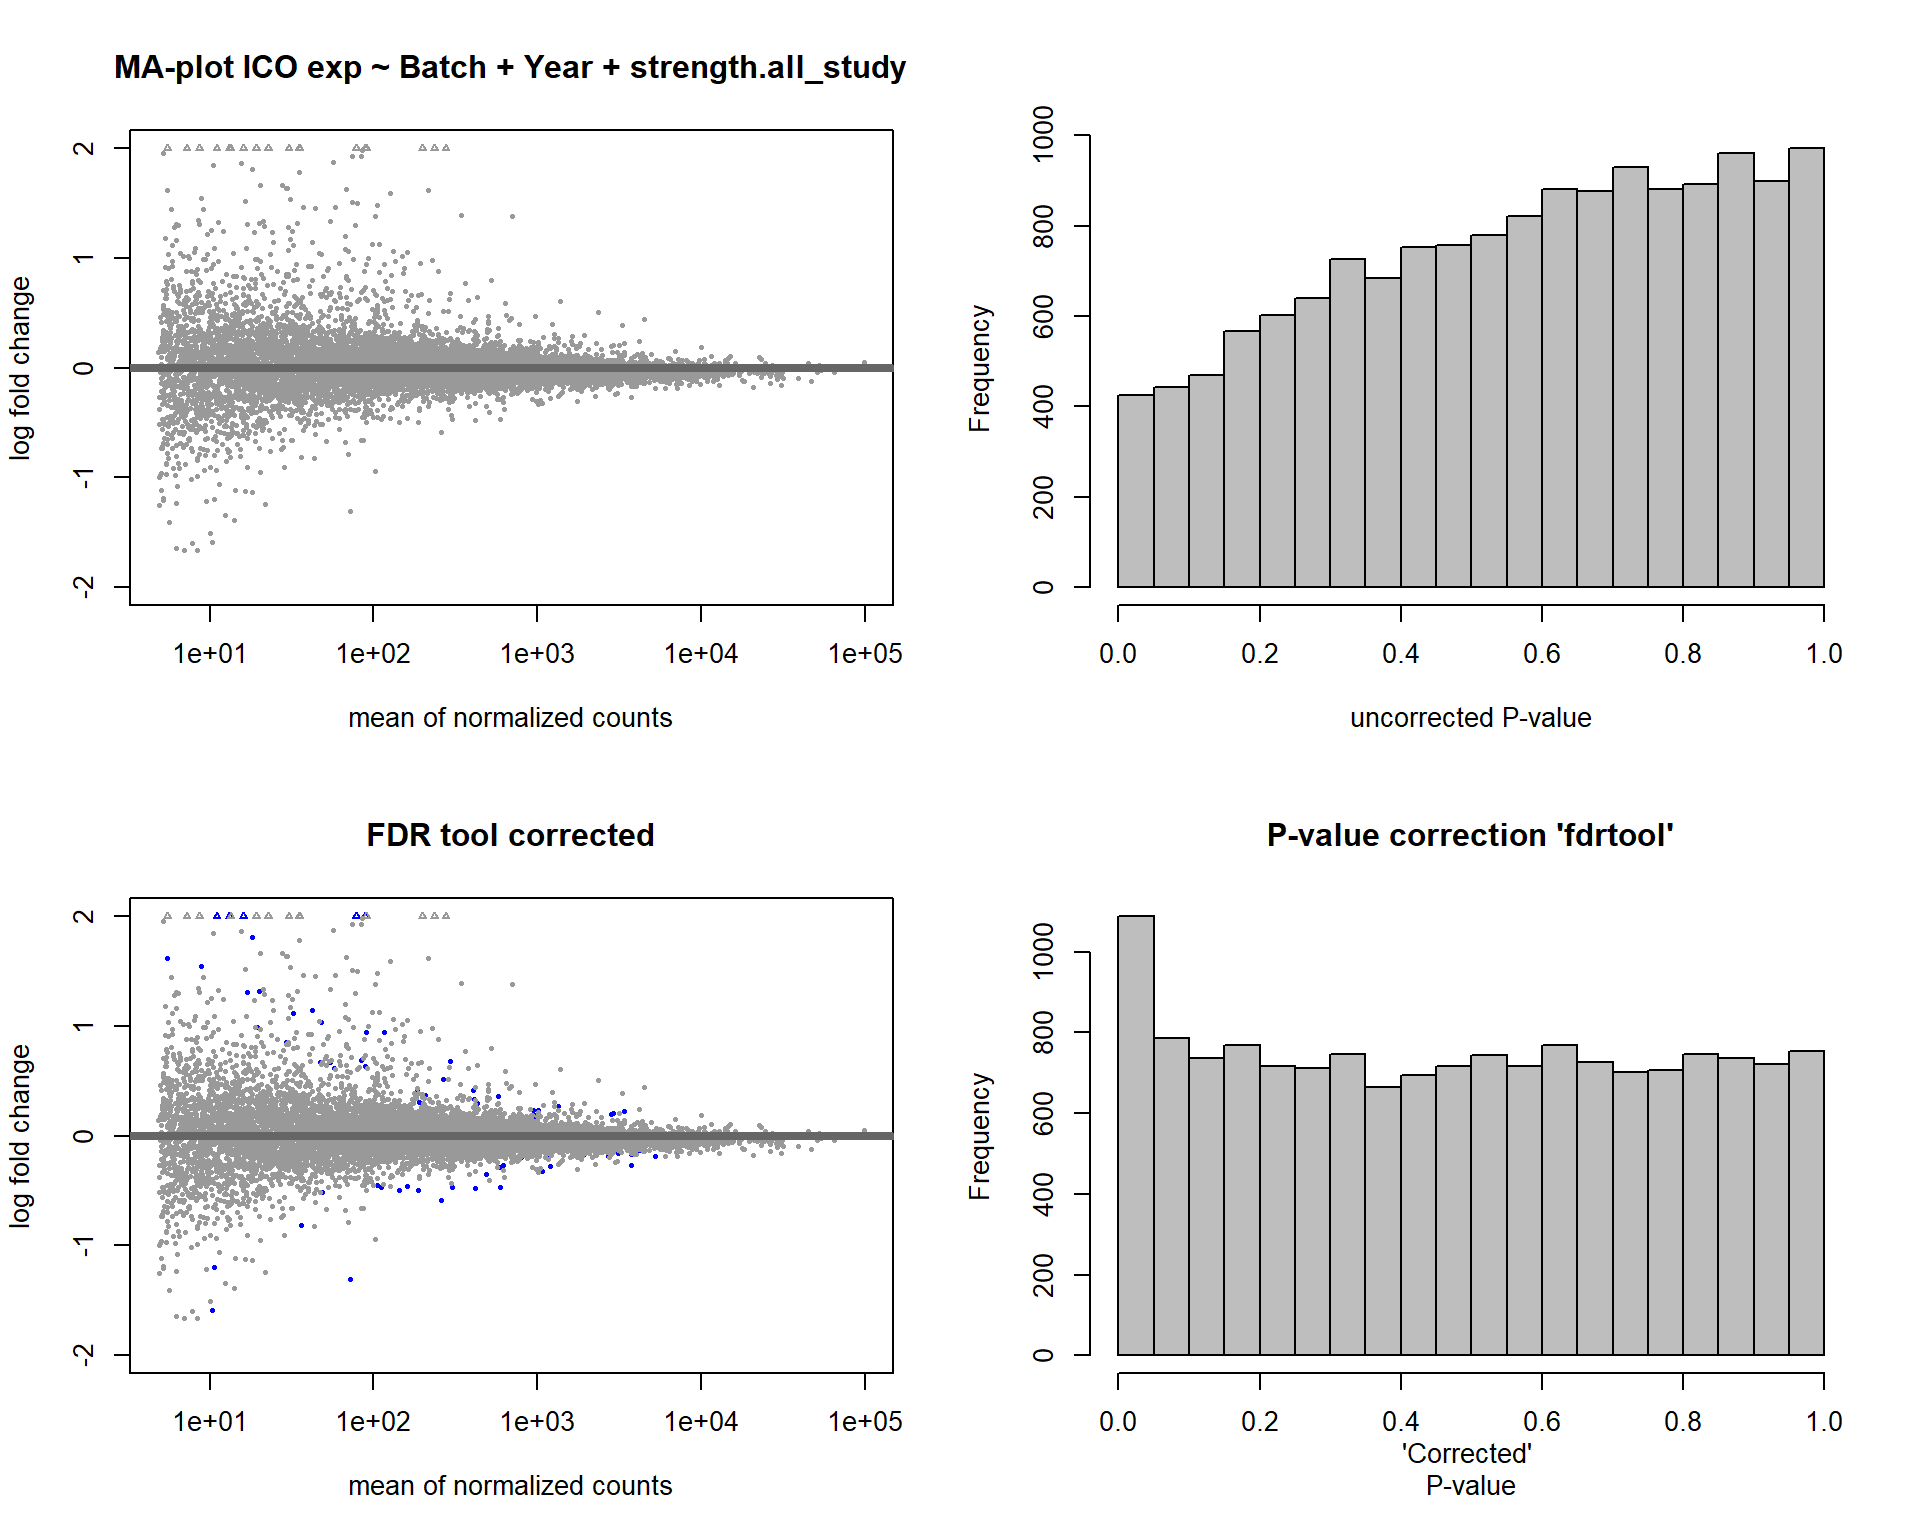 MA-plot ICO exp ~ Batch + Year + strength.all_study
log fold change
2
1
0
-1
-2
1e+01 1e+02 1e+03 1e+04 1e+05
mean of normalized counts
Frequency
1000
800
600
400
200
0
0.0 0.2 0.4 0.6 0.8 1.0
uncorrected P-value
FDR tool corrected
log fold change
2
1
0
-1
-2
1e+01 1e+02 1e+03 1e+04 1e+05
mean of normalized counts
P-value correction 'fdrtool'
Frequency
1000
800
600
400
200
0
0.0 0.2 0.4 0.6 0.8 1.0
'Corrected'
P-value